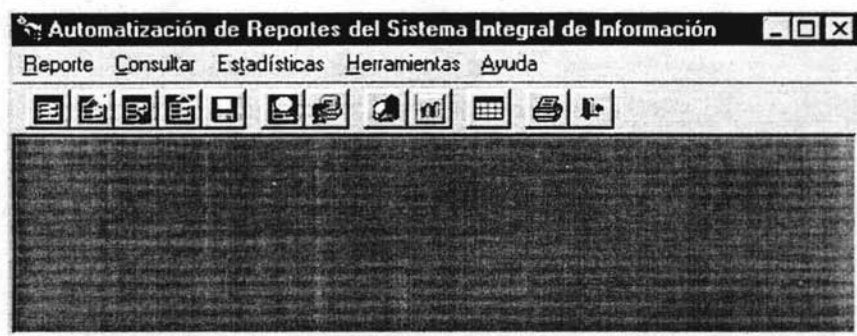 Automatización de Reportes del Sistema Integral de Información
Reporte Consultar Estadísticas Herramientas Ayuda